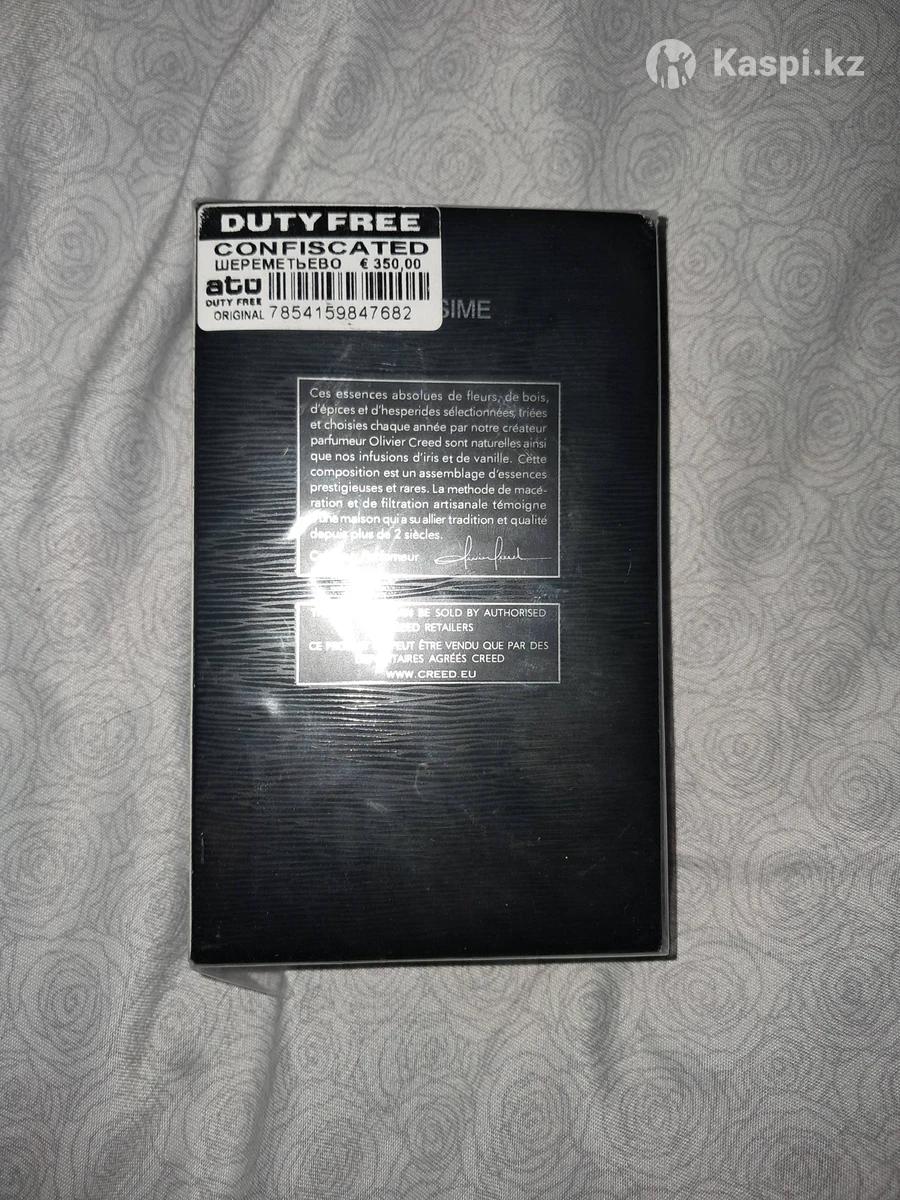 Kaspi.kz
DUTY FREE
CONFISCATED
ШЕРЕМЕТЬЕВО € 350,00
atü
DUTY FREE
ORIGINAL 7854159847682
SIME
Ces essences absolues de fleurs, de bois,
d'épices et d'hesperides sélectionnées, triées
et choisies chaque année par notre créateur
parfumeur Olivier Creed sont naturelles ainsi
que nos infusions d'iris et de vanille. Cette
composition est un assemblage d'essences
prestigieuses et rares. La methode de macé-
ration et de filtration artisanale témoigne
d'une maison qui a su allier tradition et qualité
depuis plus de 2 siècles.
Olivier Creed
BE SOLD BY AUTHORISED
RETAILERS
CE PEUT ÊTRE VENDU QUE PAR DES
AGRÉÉS CREED
WWW.CREED.EU